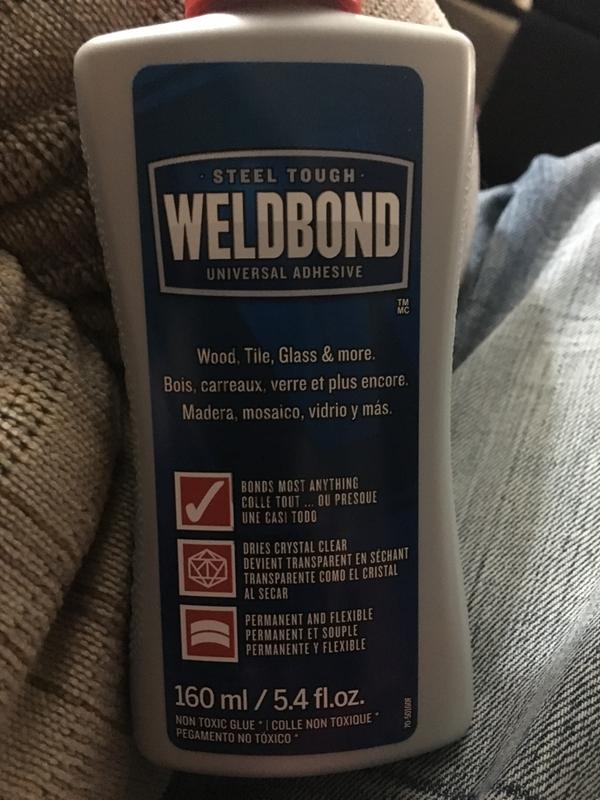 · STEEL TOUGH ·
WELDBOND
UNIVERSAL ADHESIVE
TM
MC
Wood, Tile, Glass & more.
Bois, carreaux, verre et plus encore.
Madera, mosaico, vidrio y más.
BONDS MOST ANYTHING
COLLE TOUT ... OU PRESQUE
UNE CASI TODO
DRIES CRYSTAL CLEAR
DEVIENT TRANSPARENT EN SÉCHANT
TRANSPARENTE COMO EL CRISTAL
AL SECAR
PERMANENT AND FLEXIBLE
PERMANENT ET SOUPLE
PERMANENTE Y FLEXIBLE
160 ml / 5.4 fl.oz.
NON TOXIC GLUE * | COLLE NON TOXIQUE *
PEGAMENTO NO TÓXICO *